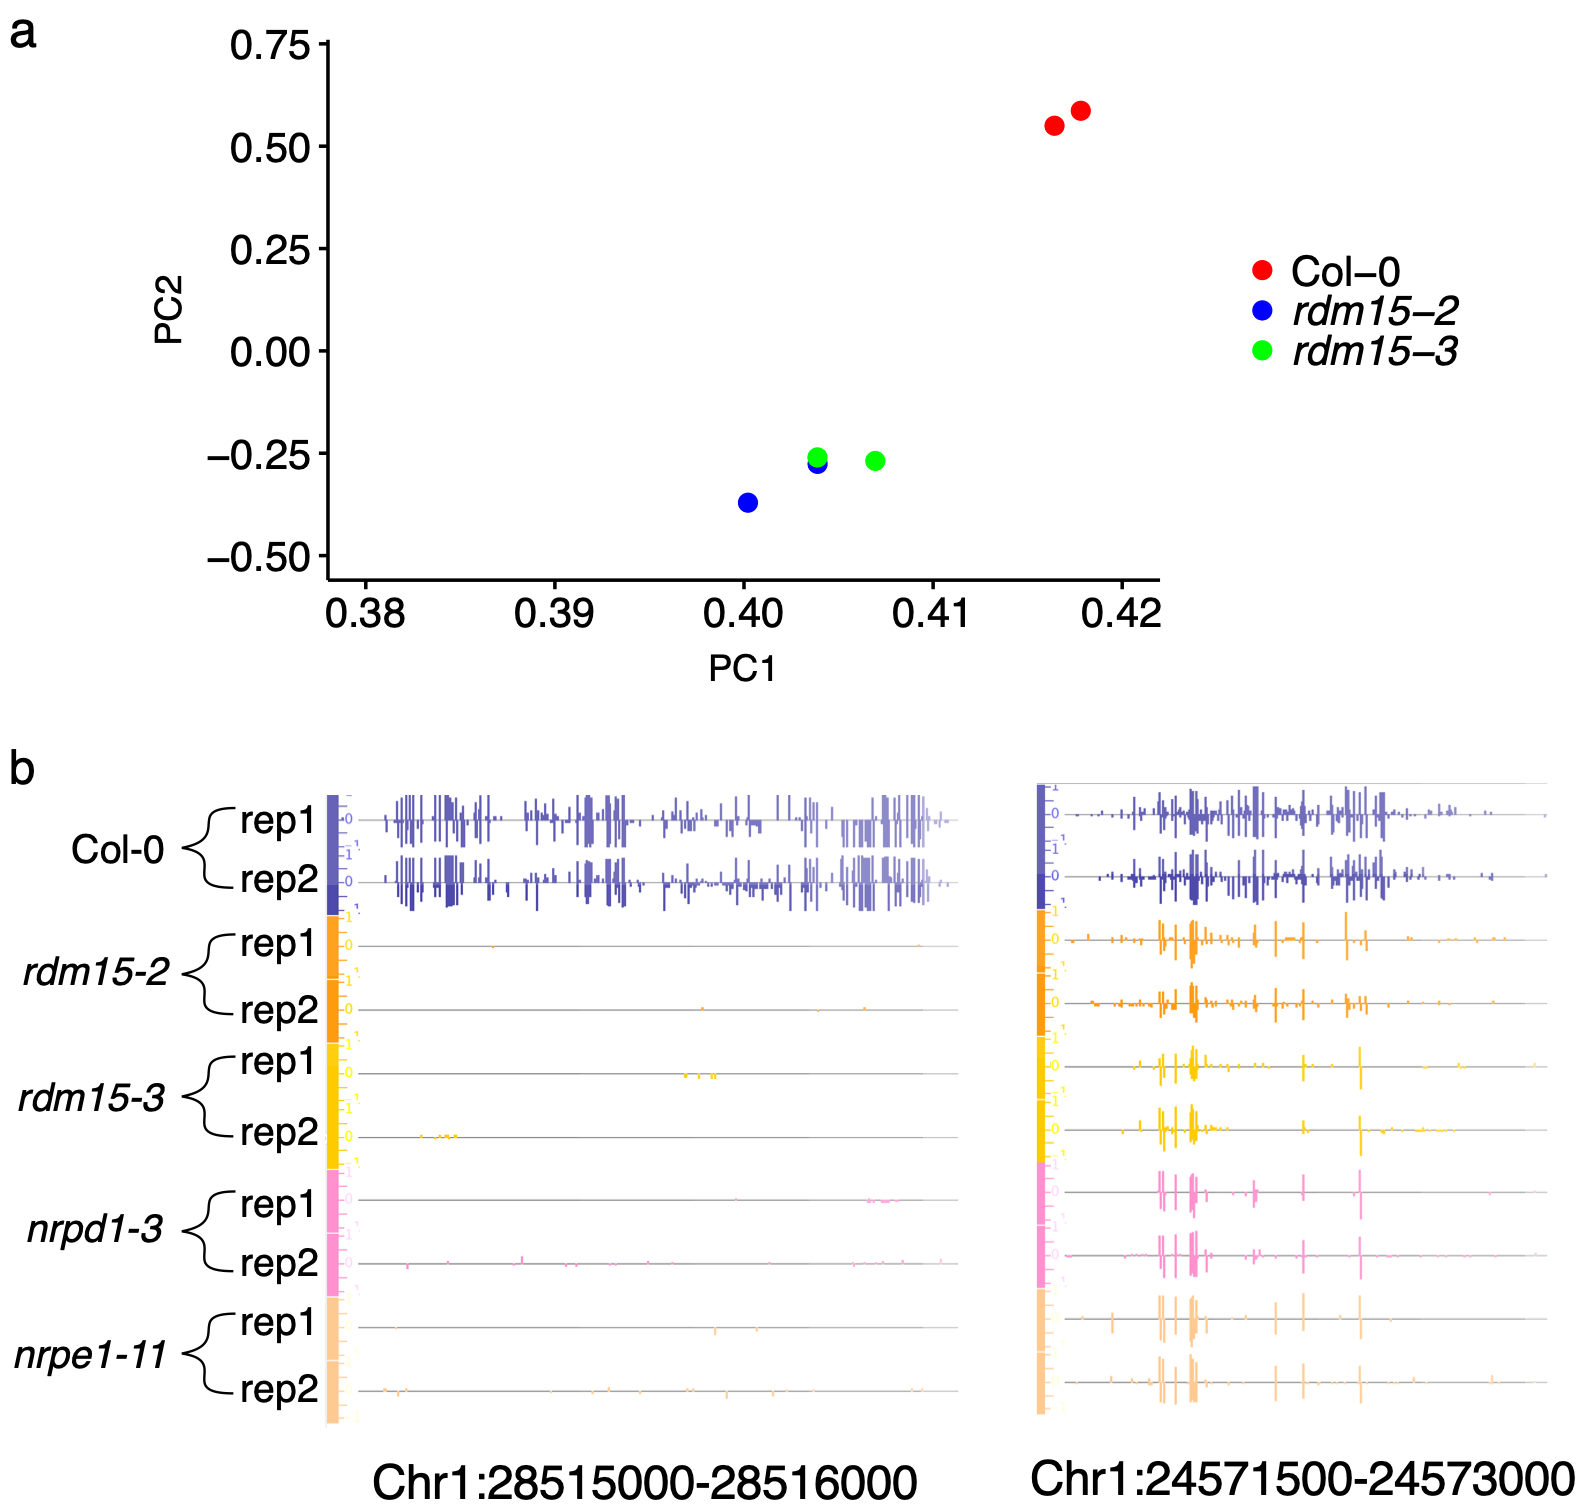 a
0.75
0.50
0.25
0.00
−0.25
−0.50
PC2
0.38 0.39 0.40 0.41 0.42
PC1
Col−0
rdm15−2
rdm15−3
b
Col-0 rep1
rep2
rdm15-2 rep1
rep2
rdm15-3 rep1
rep2
nrpd1-3 rep1
rep2
nrpe1-11 rep1
rep2
Chr1:28515000-28516000 Chr1:24571500-24573000